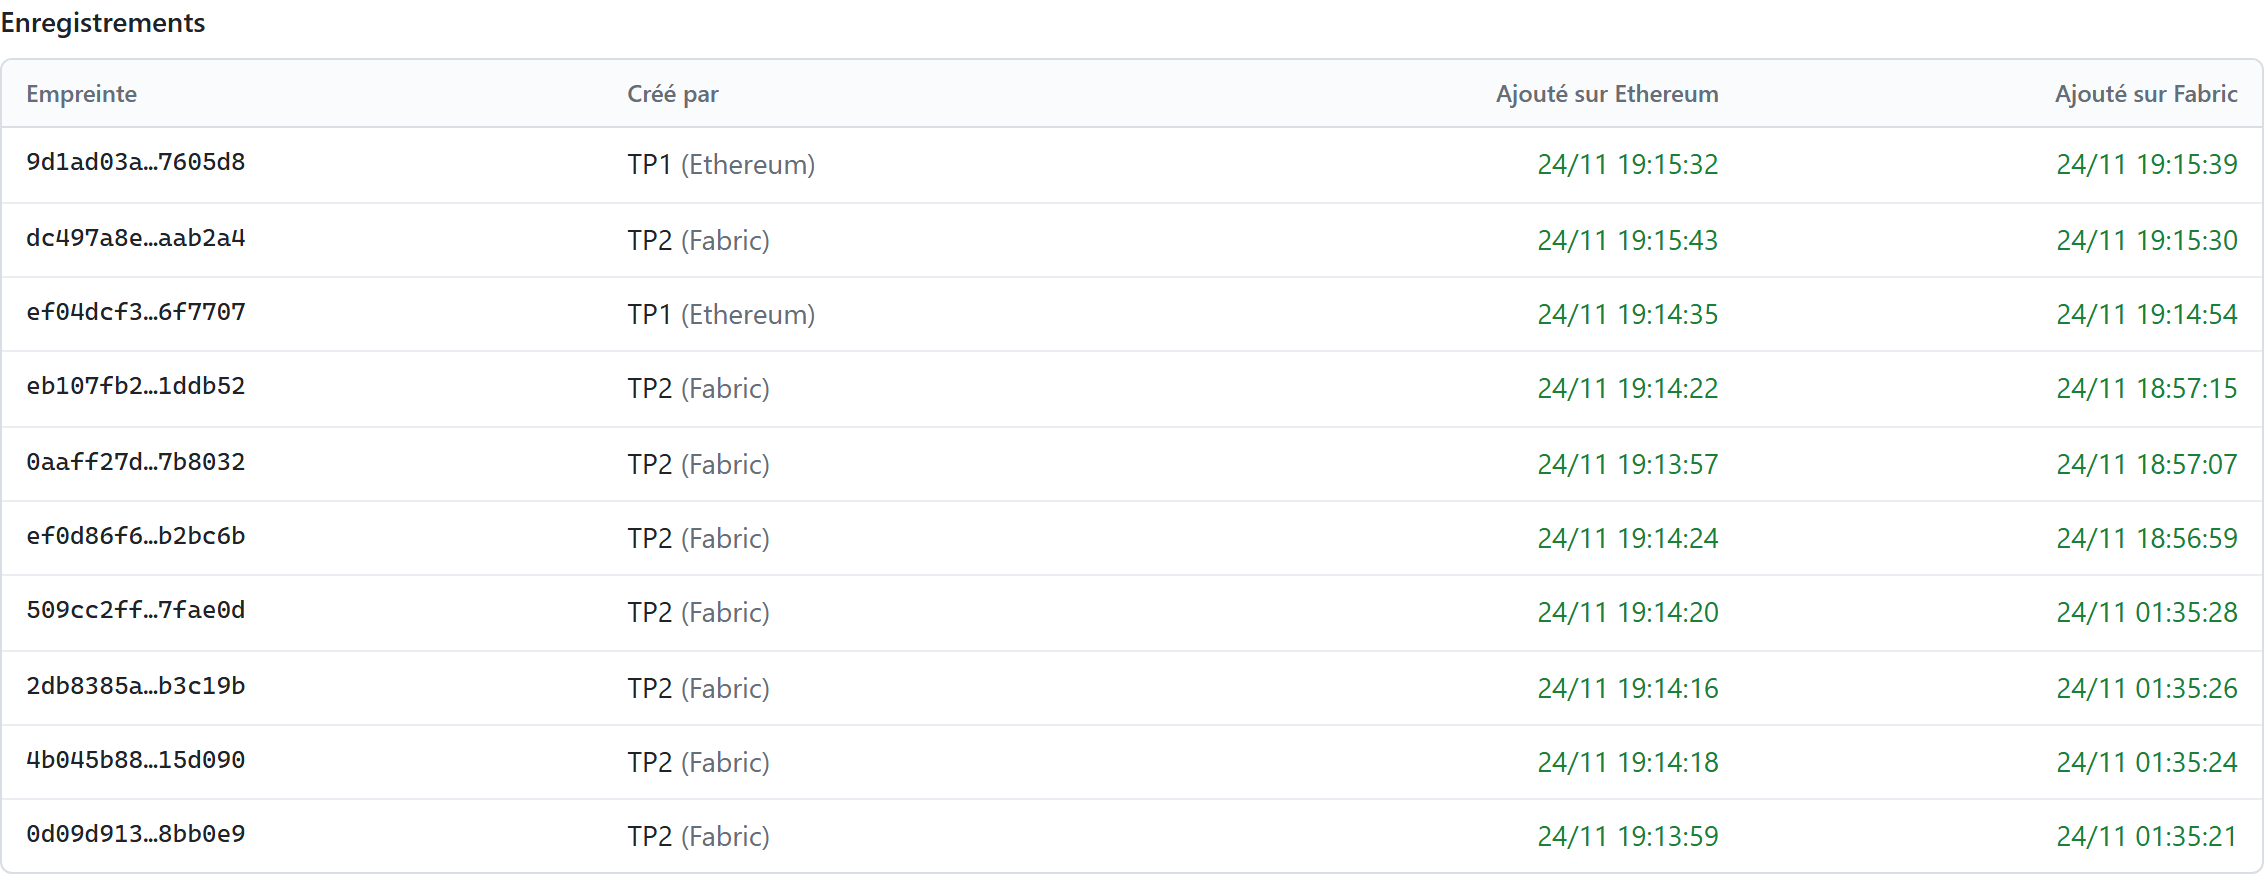 Enregistrements
Empreinte Créé par Ajouté sur Ethereum Ajouté sur Fabric
9d1ad03a…7605d8 TP1 (Ethereum) 24/11 19:15:32 24/11 19:15:39
dc497a8e…aab2a4 TP2 (Fabric) 24/11 19:15:43 24/11 19:15:30
ef04dcf3…6f7707 TP1 (Ethereum) 24/11 19:14:35 24/11 19:14:54
eb107fb2…1ddb52 TP2 (Fabric) 24/11 19:14:22 24/11 18:57:15
0aaff27d…7b8032 TP2 (Fabric) 24/11 19:13:57 24/11 18:57:07
ef0d86f6…b2bc6b TP2 (Fabric) 24/11 19:14:24 24/11 18:56:59
509cc2ff…7fae0d TP2 (Fabric) 24/11 19:14:20 24/11 01:35:28
2db8385a…b3c19b TP2 (Fabric) 24/11 19:14:16 24/11 01:35:26
4b045b88…15d090 TP2 (Fabric) 24/11 19:14:18 24/11 01:35:24
0d09d913…8bb0e9 TP2 (Fabric) 24/11 19:13:59 24/11 01:35:21